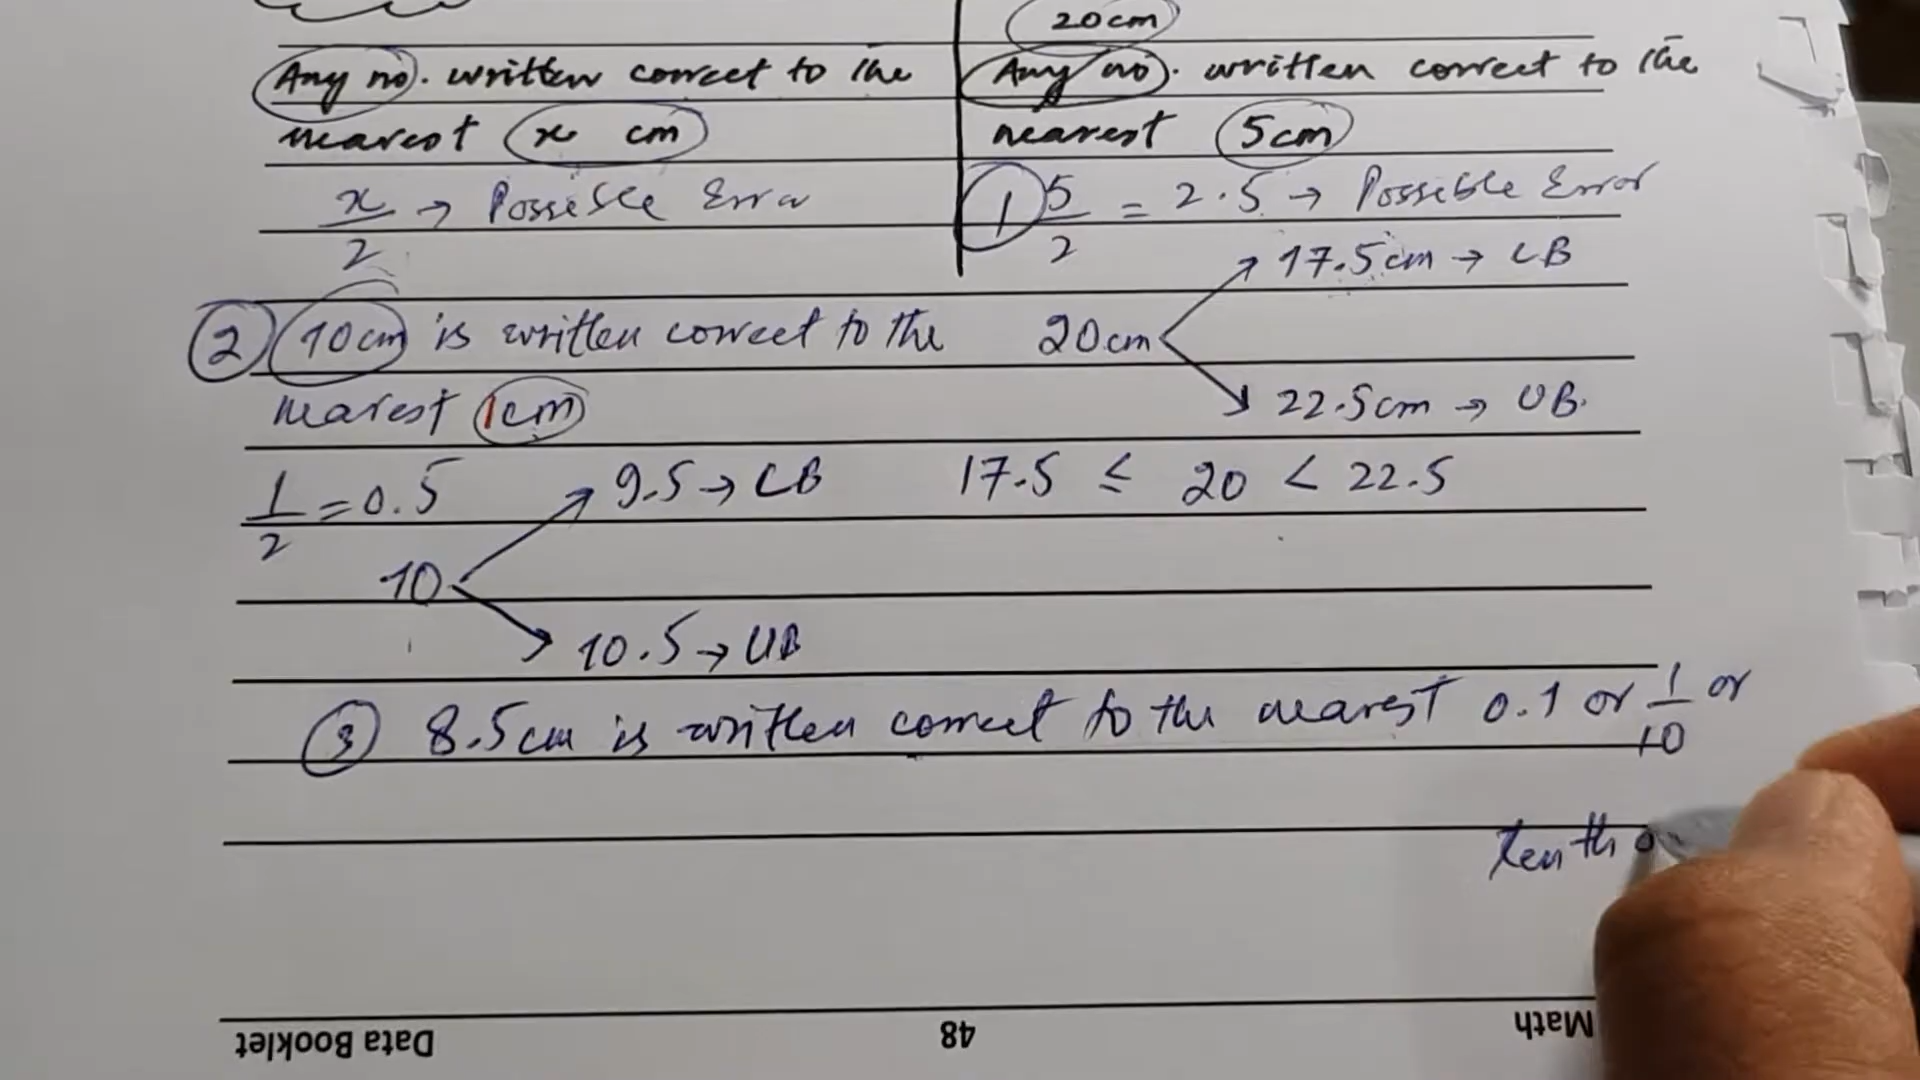 20cm
Any no. written correct to the
nearest x cm
x/2 → Possible Error
Any no. written correct to the
nearest 5cm
1 5/2 = 2.5 → Possible Error
17.5cm → LB
20cm
22.5cm → UB.
17.5 ≤ 20 < 22.5
2 10cm is written correct to the
nearest 1cm
1/2 = 0.5
9.5 → LB
10
10.5 → UB
3 8.5cm is written correct to the nearest 0.1 or 1/10 or
tenth
Data Booklet 48 Math